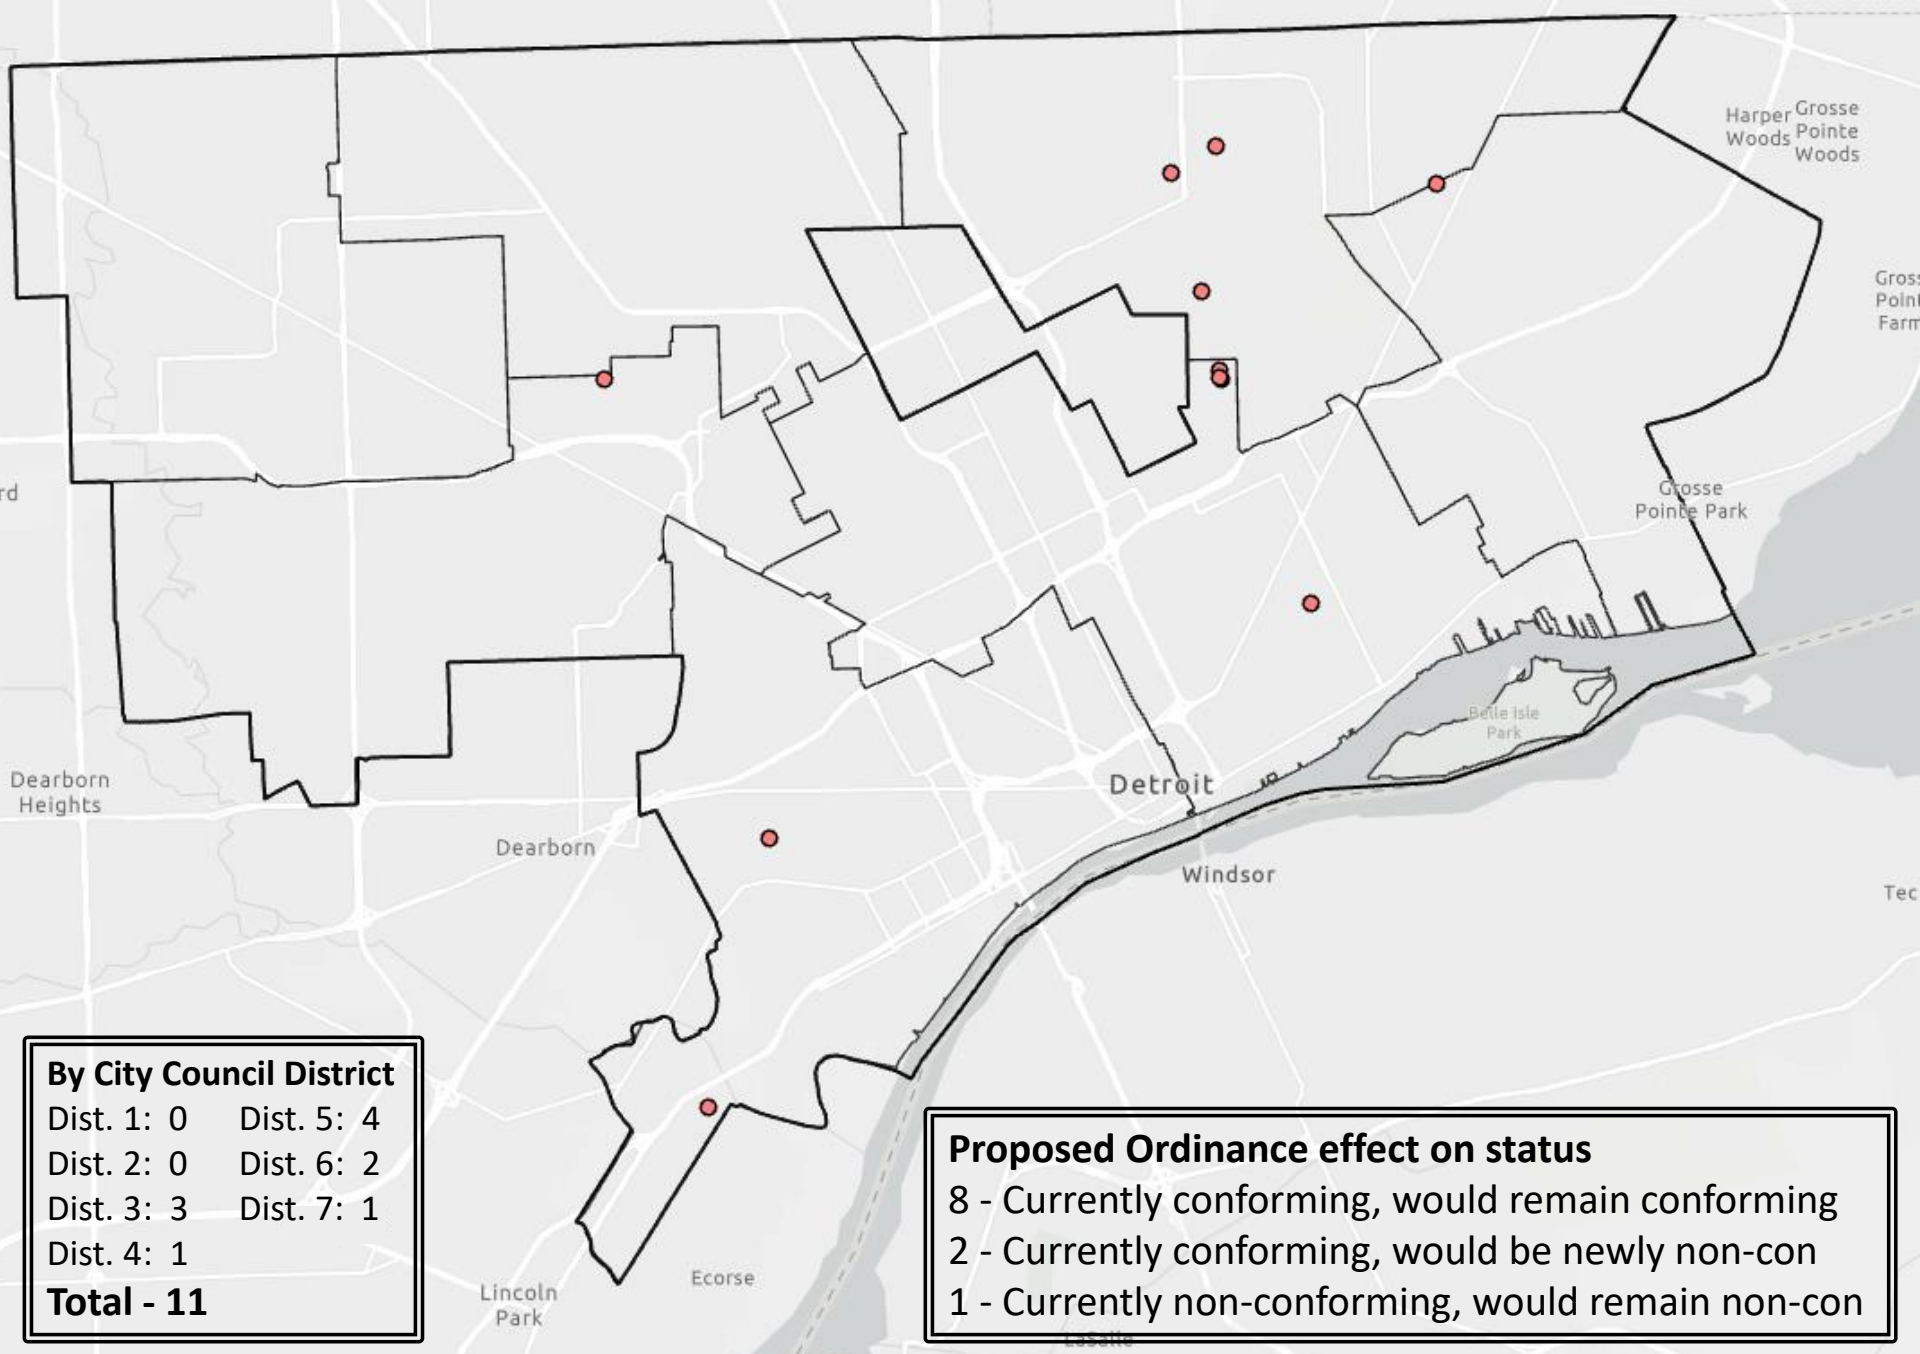 Harper
Woods
Grosse
Pointe
Woods
Gross
Point
Farm
rd
Grosse
Pointe Park
Belle Isle
Park
Detroit
Dearborn
Heights
Dearborn
Windsor
Tec
By City Council District
Dist. 1: 0 Dist. 5: 4
Dist. 2: 0 Dist. 6: 2
Dist. 3: 3 Dist. 7: 1
Dist. 4: 1
Total - 11
Proposed Ordinance effect on status
8 - Currently conforming, would remain conforming
2 - Currently conforming, would be newly non-con
1 - Currently non-conforming, would remain non-con
Lincoln
Park
Ecorse
LaSalle